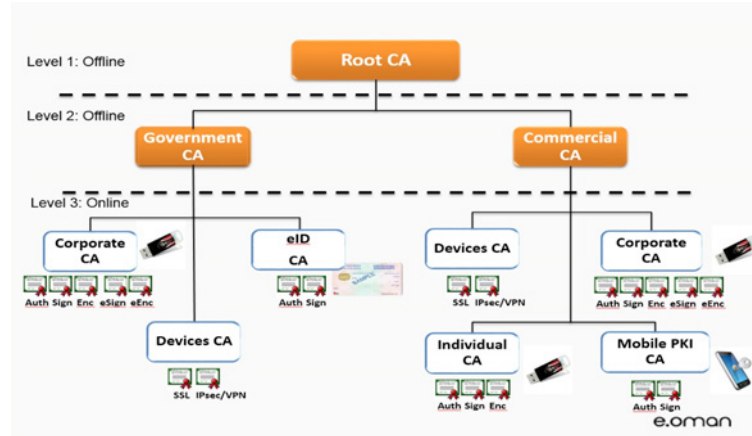 Level 1: Offline
Root CA
Level 2: Offline
Government
CA
Commercial
CA
Level 3: Online
Corporate
CA
Auth Sign Enc eSign eEnc
eID
CA
Auth Sign
Devices CA
SSL IPsec/VPN
Devices CA
SSL IPsec/VPN
Corporate
CA
Auth Sign Enc eSign eEnc
Individual
CA
Auth Sign Enc
Mobile PKI
CA
Auth Sign
e.oman